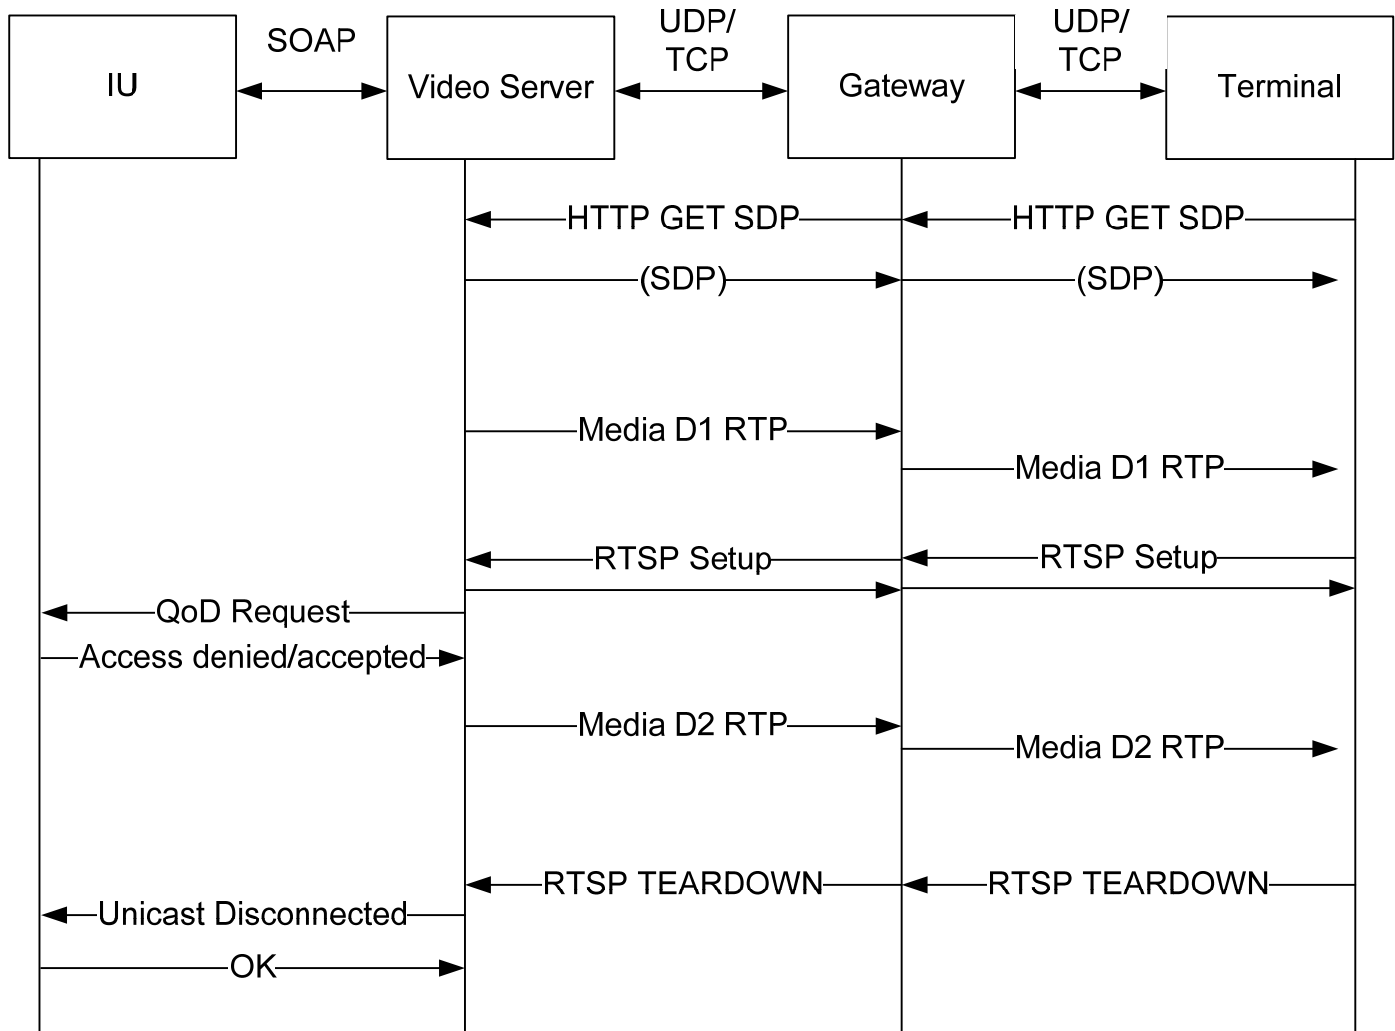 IU
SOAP
Video Server
UDP/
TCP
Gateway
UDP/
TCP
Terminal
HTTP GET SDP
HTTP GET SDP
(SDP)
(SDP)
Media D1 RTP
Media D1 RTP
RTSP Setup
RTSP Setup
QoD Request
Access denied/accepted
Media D2 RTP
Media D2 RTP
RTSP TEARDOWN
RTSP TEARDOWN
Unicast Disconnected
OK